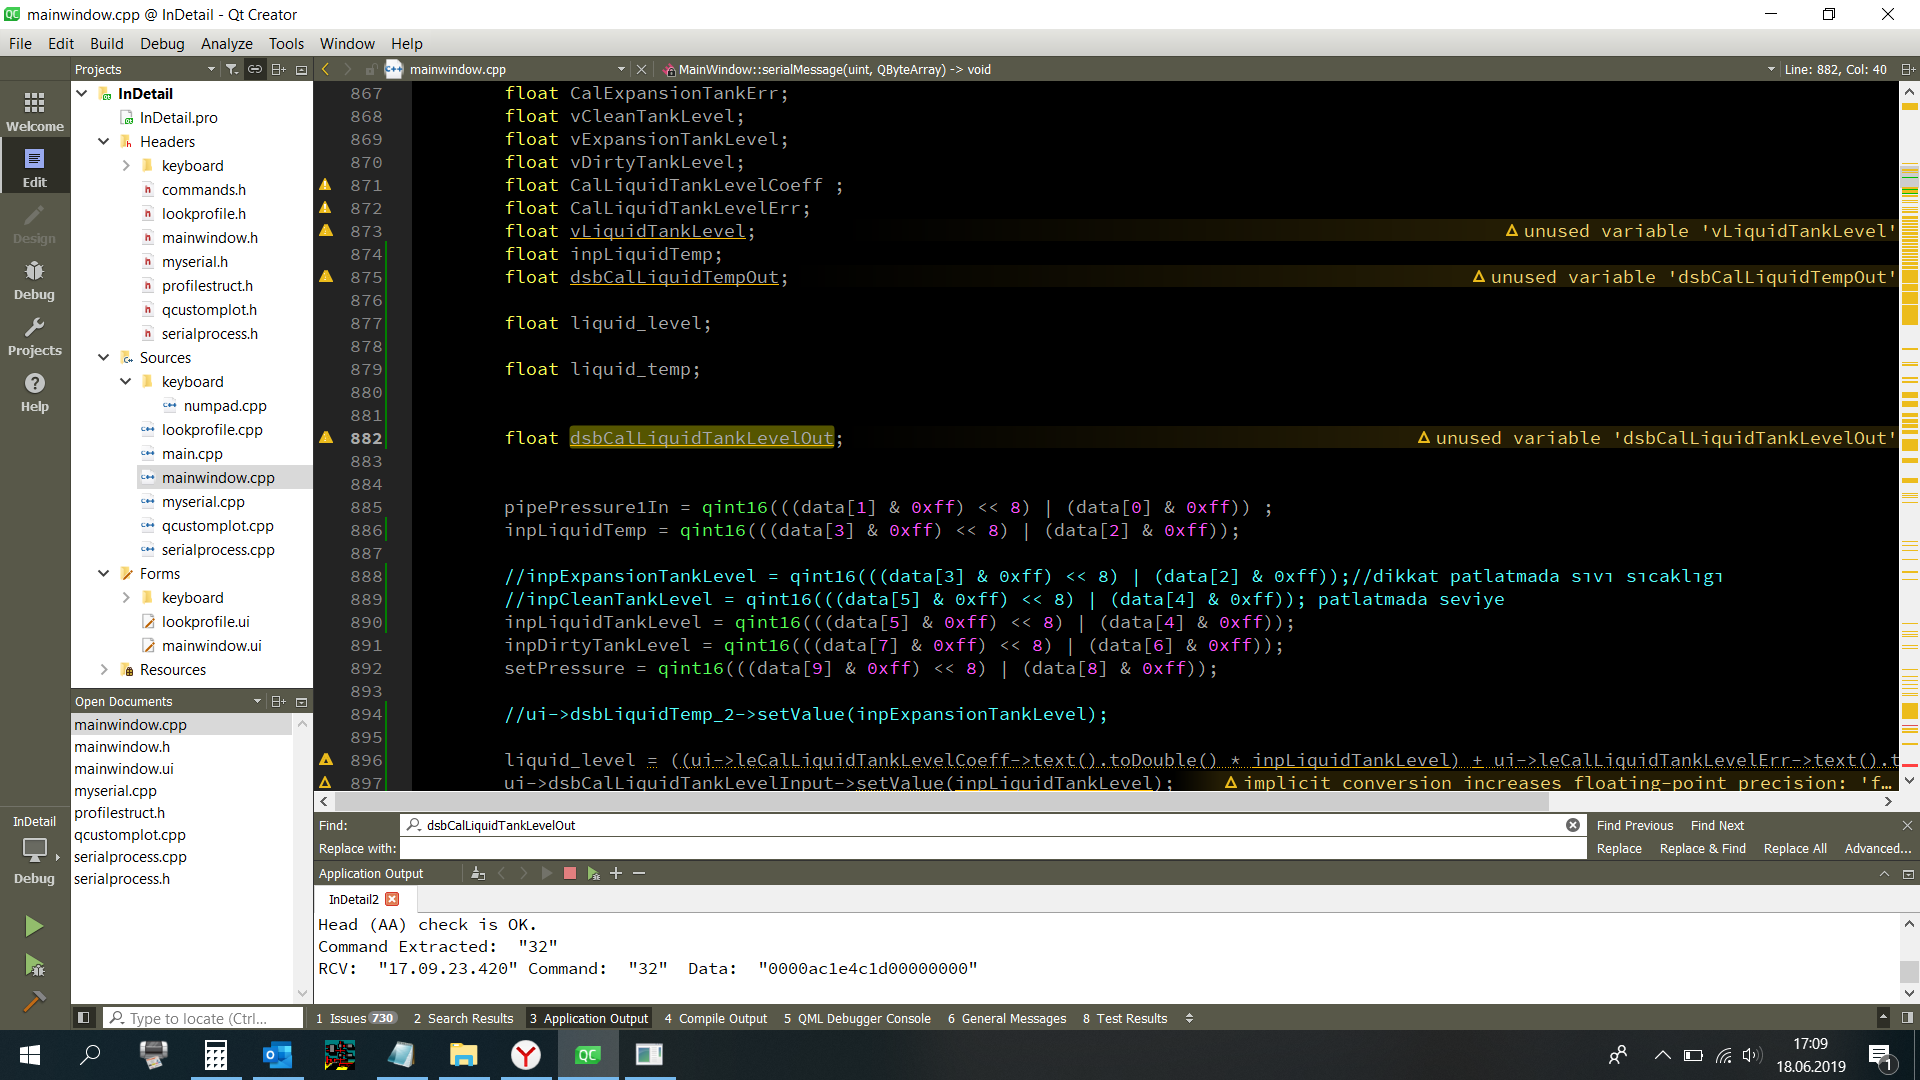 mainwindow.cpp @ InDetail - Qt Creator
File Edit Build Debug Analyze Tools Window Help
Projects
mainwindow.cpp
MainWindow::serialMessage(uint, QByteArray) -> void
Line: 882, Col: 40
Welcome
Edit
Design
Debug
Projects
Help
InDetail
Debug
InDetail
InDetail.pro
Headers
keyboard
commands.h
lookprofile.h
mainwindow.h
myserial.h
profilestruct.h
qcustomplot.h
serialprocess.h
Sources
keyboard
numpad.cpp
lookprofile.cpp
main.cpp
mainwindow.cpp
myserial.cpp
qcustomplot.cpp
serialprocess.cpp
Forms
keyboard
lookprofile.ui
mainwindow.ui
Resources
Open Documents
mainwindow.cpp
mainwindow.h
mainwindow.ui
myserial.cpp
profilestruct.h
qcustomplot.cpp
serialprocess.cpp
serialprocess.h
867 float CalExpansionTankErr;
868 float vCleanTankLevel;
869 float vExpansionTankLevel;
870 float vDirtyTankLevel;
871 float CalLiquidTankLevelCoeff ;
872 float CalLiquidTankLevelErr;
873 float vLiquidTankLevel; unused variable 'vLiquidTankLevel'
874 float inpLiquidTemp;
875 float dsbCalLiquidTempOut; unused variable 'dsbCalLiquidTempOut'
876
877 float liquid_level;
878
879 float liquid_temp;
880
881
882 float dsbCalLiquidTankLevelOut; unused variable 'dsbCalLiquidTankLevelOut'
883
884
885 pipePressure1In = qint16(((data[1] & 0xff) << 8) | (data[0] & 0xff)) ;
886 inpLiquidTemp = qint16(((data[3] & 0xff) << 8) | (data[2] & 0xff));
887
888 //inpExpansionTankLevel = qint16(((data[3] & 0xff) << 8) | (data[2] & 0xff));//dikkat patlatmada sıvı sıcaklıgı
889 //inpCleanTankLevel = qint16(((data[5] & 0xff) << 8) | (data[4] & 0xff)); patlatmada seviye
890 inpLiquidTankLevel = qint16(((data[5] & 0xff) << 8) | (data[4] & 0xff));
891 inpDirtyTankLevel = qint16(((data[7] & 0xff) << 8) | (data[6] & 0xff));
892 setPressure = qint16(((data[9] & 0xff) << 8) | (data[8] & 0xff));
893
894 //ui->dsbLiquidTemp_2->setValue(inpExpansionTankLevel);
895
896 liquid_level = ((ui->leCalLiquidTankLevelCoeff->text().toDouble() * inpLiquidTankLevel) + ui->leCalLiquidTankLevelErr->text().t
897 ui->dsbCalLiquidTankLevelInput->setValue(inpLiquidTankLevel); implicit conversion increases floating-point precision: 'f…
Find: dsbCalLiquidTankLevelOut Find Previous Find Next
Replace with: Replace Replace & Find Replace All Advanced...
Application Output
InDetail2
Head (AA) check is OK.
Command Extracted: "32"
RCV: "17.09.23.420" Command: "32" Data: "0000ac1e4c1d00000000"
Type to locate (Ctrl... 1 Issues 730 2 Search Results 3 Application Output 4 Compile Output 5 QML Debugger Console 6 General Messages 8 Test Results
QC
17:09
18.06.2019
1